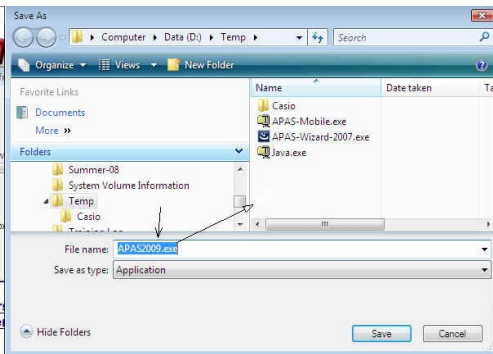 Save As
Computer ▸ Data (D:) ▸ Temp ▸
Search
Organize
Views
New Folder
Favorite Links
Documents
More »
Folders
Summer-08
System Volume Information
Temp
Casio
Name
Date taken
Casio
APAS-Mobile.exe
APAS-Wizard-2007.exe
Java.exe
File name: APAS2009.exe
Save as type: Application
Hide Folders
Save
Cancel